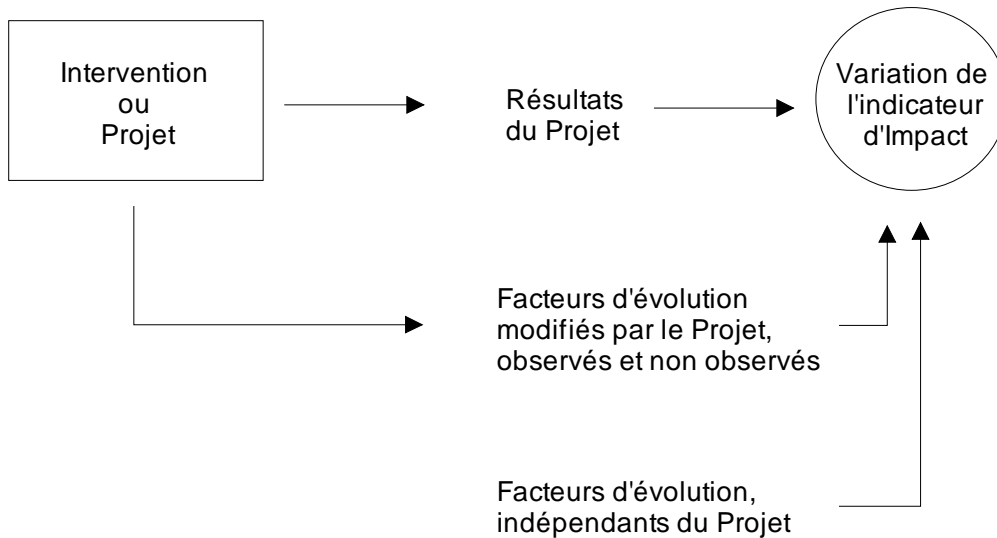 Intervention
ou
Projet
Résultats
du Projet
Variation de
l'indicateur
d'Impact
Facteurs d'évolution
modifiés par le Projet,
observés et non observés
Facteurs d'évolution,
indépendants du Projet